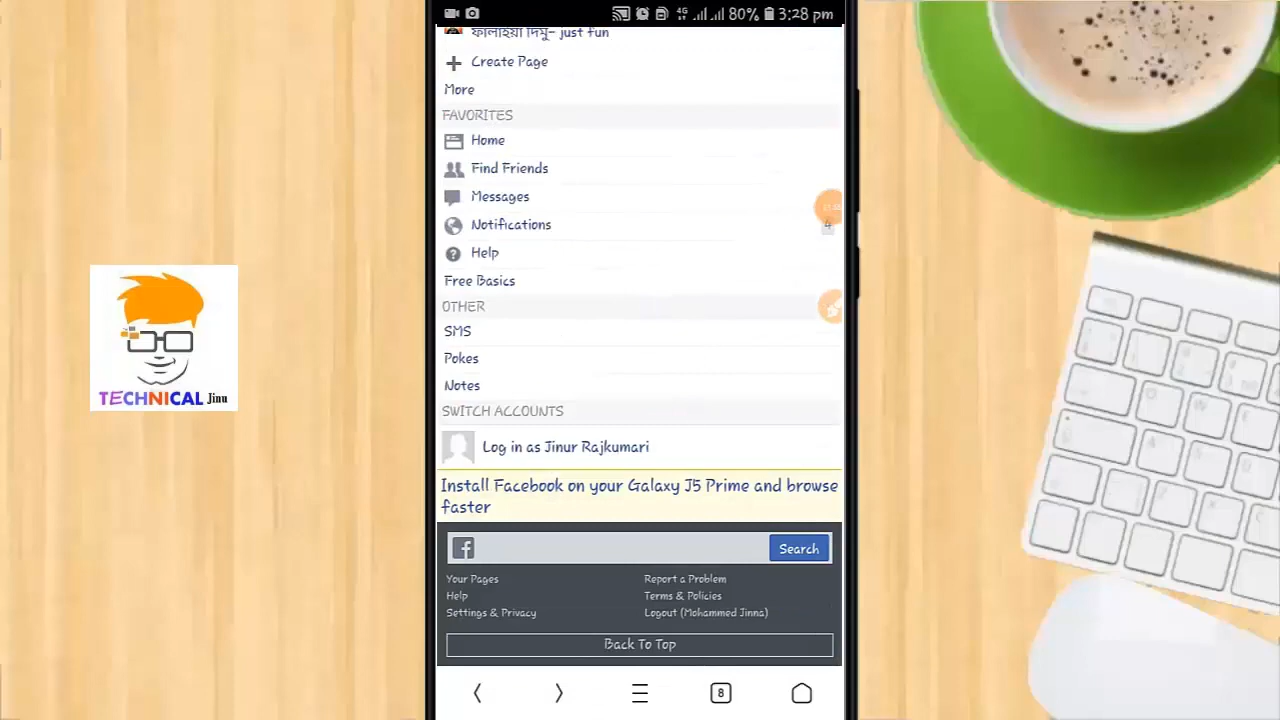 4G 80% 3:28 pm
ফালাইয়া দিমু- just fun
Create Page
More
FAVORITES
Home
Find Friends
Messages
Notifications
4
Help
Free Basics
OTHER
SMS
Pokes
Notes
SWITCH ACCOUNTS
Log in as Jinur Rajkumari
Install Facebook on your Galaxy J5 Prime and browse
faster
Search
Your Pages
Report a Problem
Help
Terms & Policies
Settings & Privacy
Logout (Mohammed Jinna)
Back To Top
8
TECHNICAL Jinu